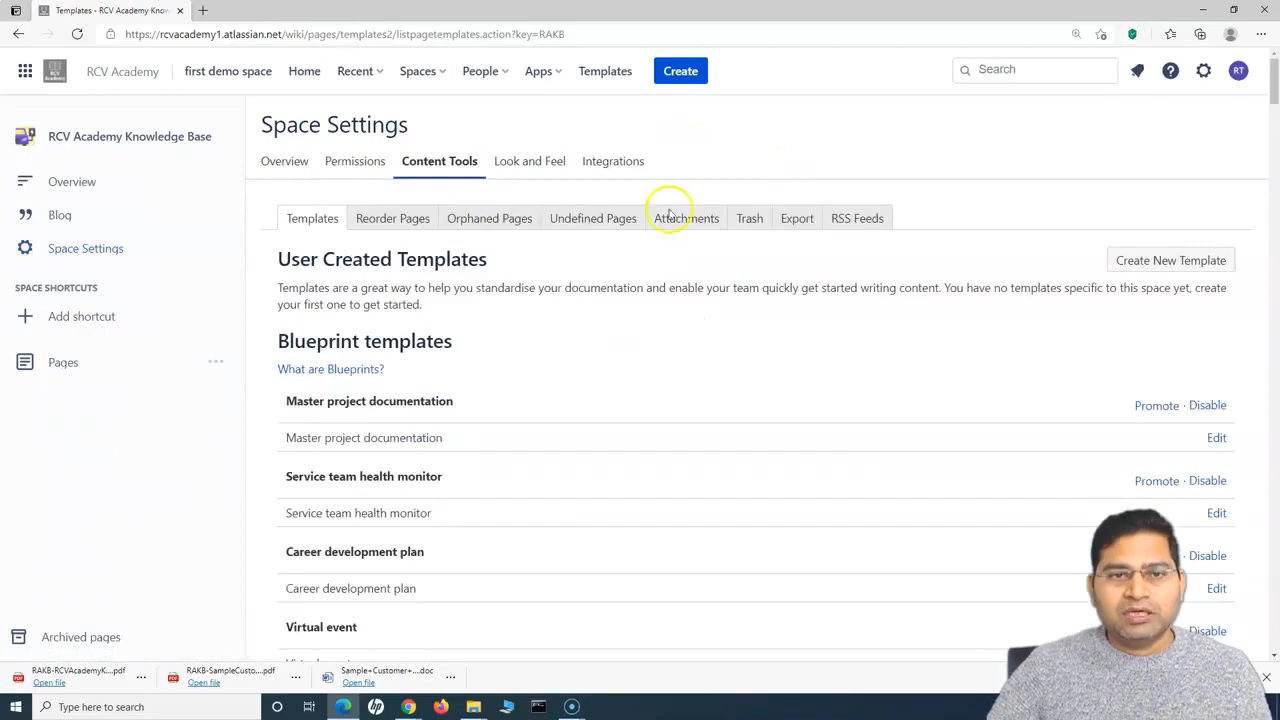 Templates - RCV Academy Know
https://rcvacademy1.atlassian.net/wiki/pages/templates2/listpagetemplates.action?key=RAKB
RCV Academy
first demo space
Home
Recent
Spaces
People
Apps
Templates
Create
Search
RT
RCV Academy Knowledge Base
Overview
Blog
Space Settings
SPACE SHORTCUTS
Add shortcut
Pages
Archived pages
Space Settings
Overview
Permissions
Content Tools
Look and Feel
Integrations
Templates
Reorder Pages
Orphaned Pages
Undefined Pages
Attachments
Trash
Export
RSS Feeds
User Created Templates
Create New Template
Templates are a great way to help you standardise your documentation and enable your team quickly get started writing content. You have no templates specific to this space yet, create
your first one to get started.
Blueprint templates
What are Blueprints?
Master project documentation
Promote · Disable
Master project documentation
Edit
Service team health monitor
Promote · Disable
Service team health monitor
Edit
Career development plan
Disable
Career development plan
Edit
Virtual event
Disable
RAKB-RCVAcademyK....pdf
Open file
RAKB-SampleCusto....pdf
Open file
Sample+Customer+....doc
Open file
Type here to search